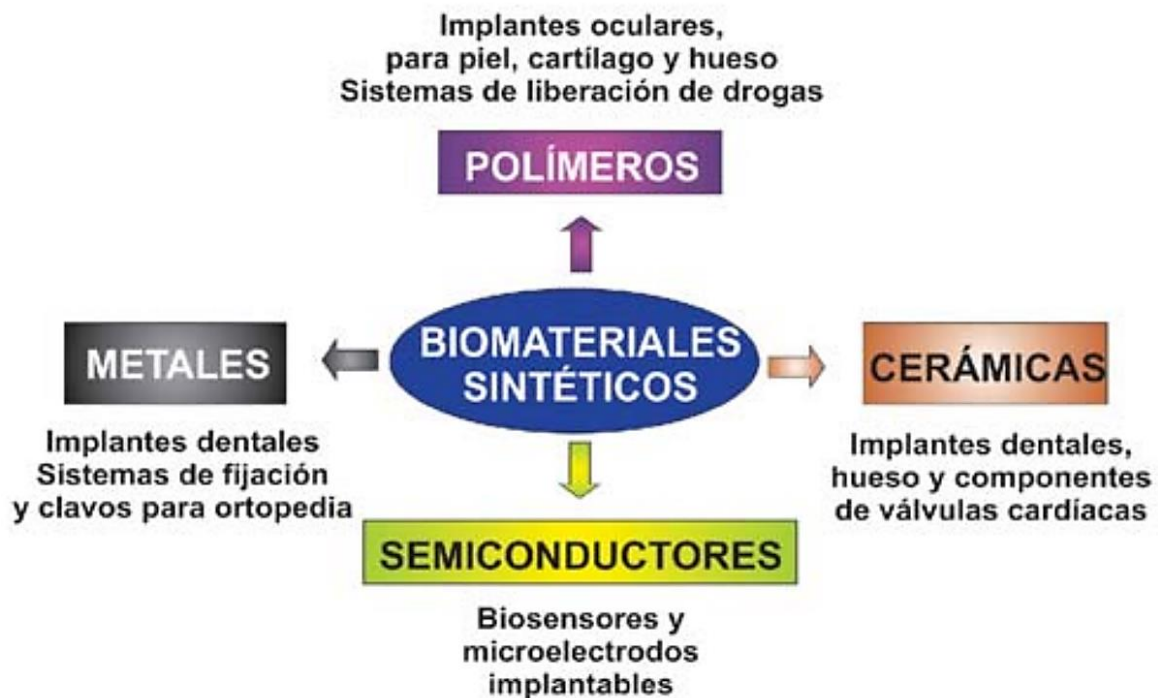 Implantes oculares,
para piel, cartílago y hueso
Sistemas de liberación de drogas
POLÍMEROS
BIOMATERIALES
SINTÉTICOS
METALES
Implantes dentales
Sistemas de fijación
y clavos para ortopedia
CERÁMICAS
Implantes dentales,
hueso y componentes
de válvulas cardíacas
SEMICONDUCTORES
Biosensores y
microelectrodos
implantables